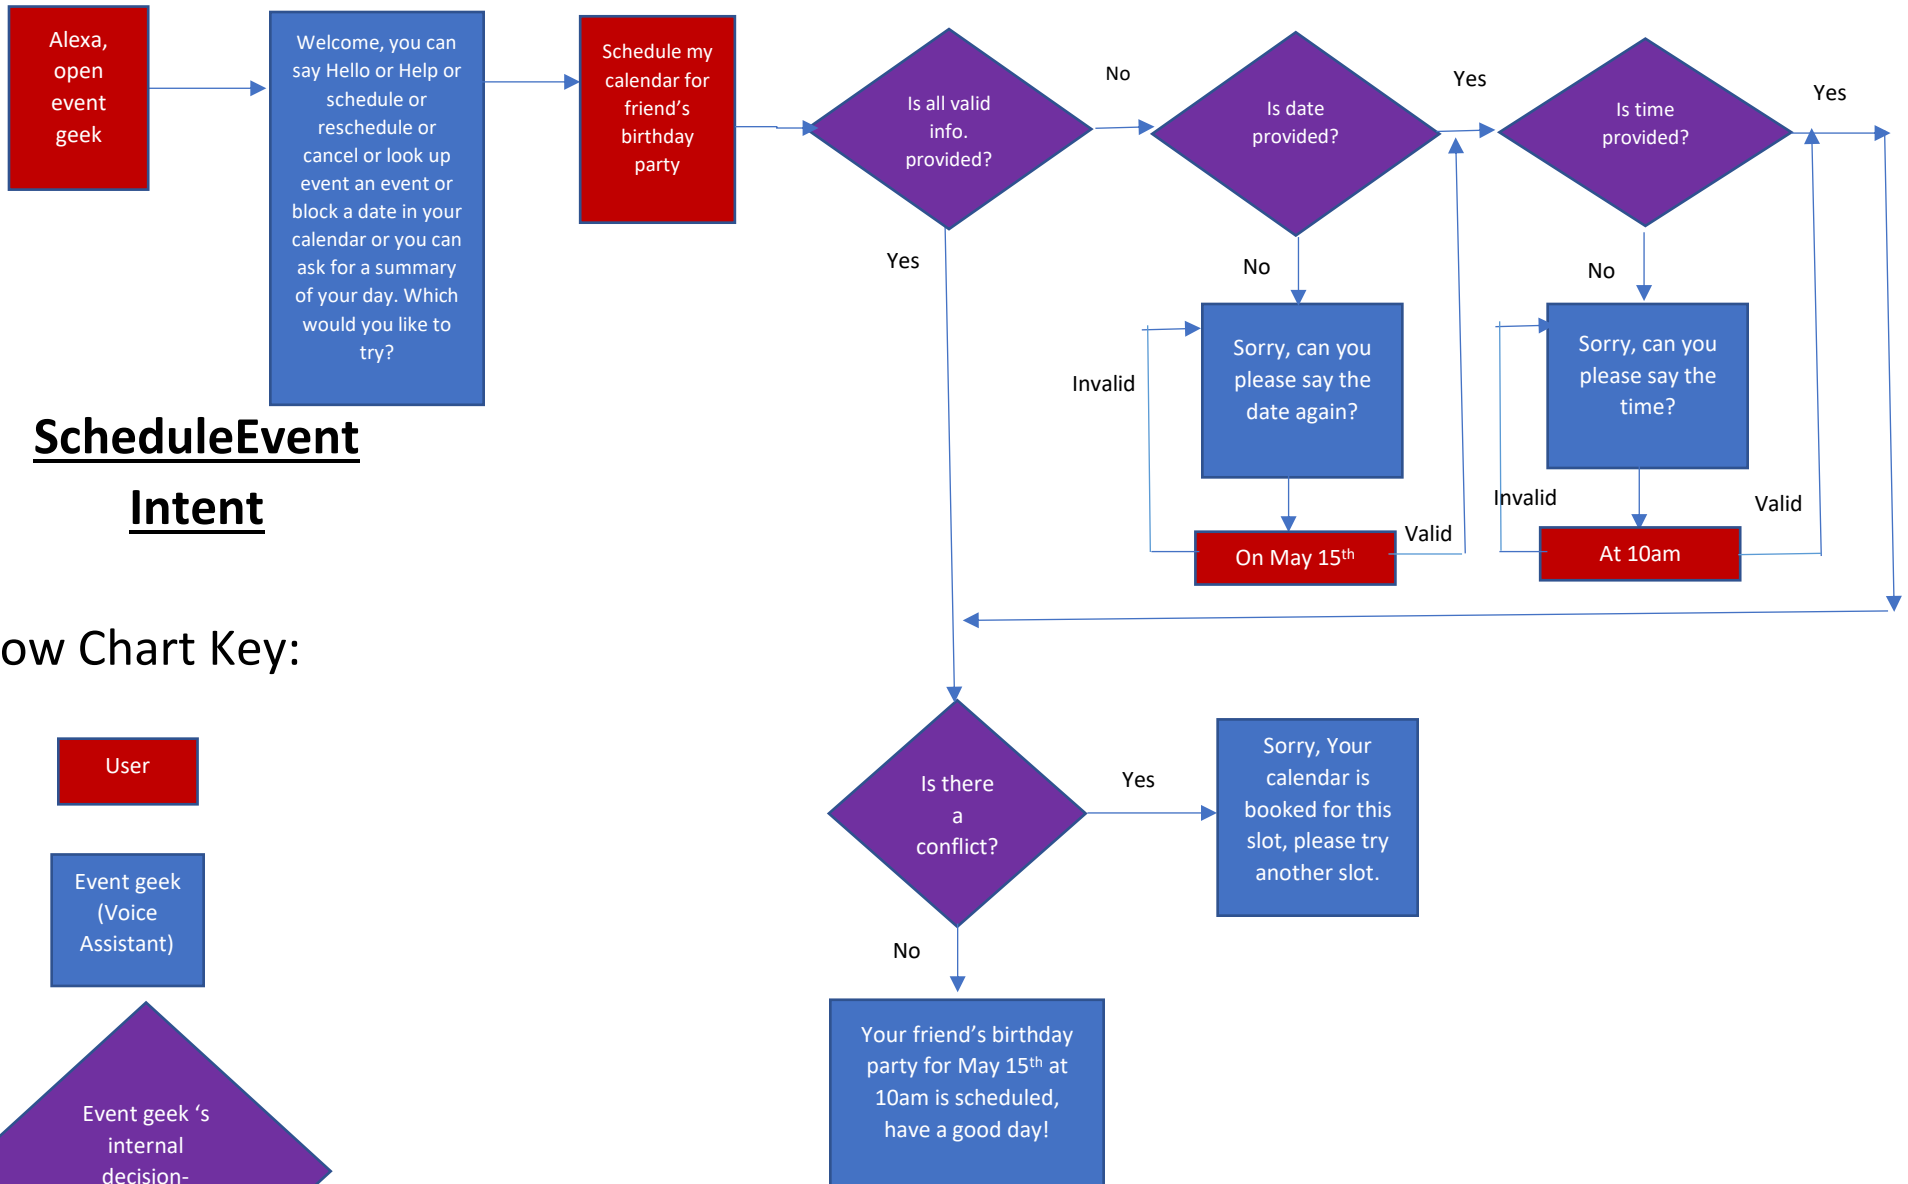 Alexa,
open
event
geek
Welcome, you can
say Hello or Help or
schedule or
reschedule or
cancel or look up
event an event or
block a date in your
calendar or you can
ask for a summary
of your day. Which
would you like to
try?
Schedule my
calendar for
friend’s
birthday
party
Is all valid
info.
provided?
No
Is date
provided?
Yes
Is time
provided?
Yes
Yes
No
No
Sorry, can you
please say the
date again?
Invalid
On May 15th
Valid
Sorry, can you
please say the
time?
Invalid
At 10am
Valid
ScheduleEvent
Intent
ow Chart Key:
User
Event geek
(Voice
Assistant)
Event geek ‘s
internal
decision-
Is there
a
conflict?
Yes
Sorry, Your
calendar is
booked for this
slot, please try
another slot.
No
Your friend’s birthday
party for May 15th at
10am is scheduled,
have a good day!